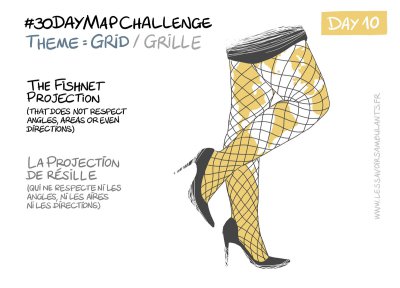 #30DAYMAPCHALLENGE
THEME = GRID / GRILLE
DAY 10
THE FISHNET
PROJECTION
(THAT DOES NOT RESPECT
ANGLES, AREAS OR EVEN
DIRECTIONS)
LA PROJECTION
DE RÉSILLE
(QUI NE RESPECTE NI LES
ANGLES, NI LES AIRES
NI LES DIRECTIONS)
WWW.LESSAVOIRSAMBULANTS.FR